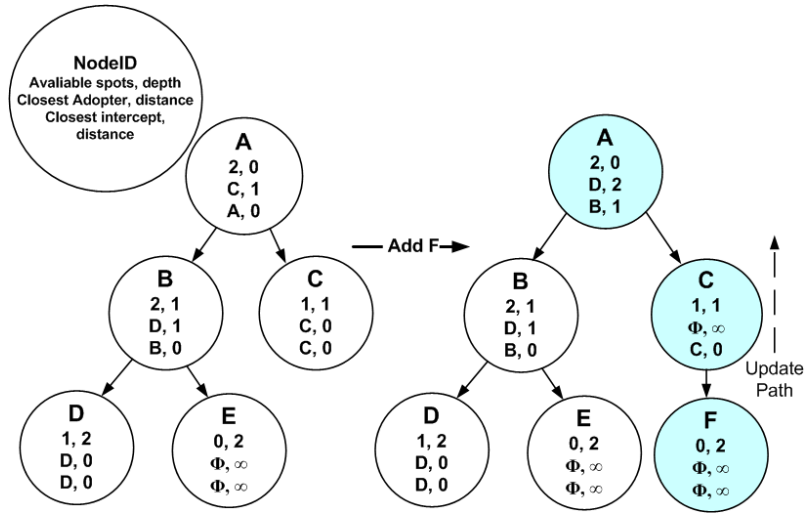 NodeID
Avaliable spots, depth
Closest Adopter, distance
Closest intercept,
distance
A
2, 0
C, 1
A, 0
B
2, 1
D, 1
B, 0
C
1, 1
C, 0
C, 0
D
1, 2
D, 0
D, 0
E
0, 2
Φ, ∞
Φ, ∞
Add F
A
2, 0
D, 2
B, 1
B
2, 1
D, 1
B, 0
C
1, 1
Φ, ∞
C, 0
D
1, 2
D, 0
D, 0
E
0, 2
Φ, ∞
Φ, ∞
F
0, 2
Φ, ∞
Φ, ∞
Update
Path